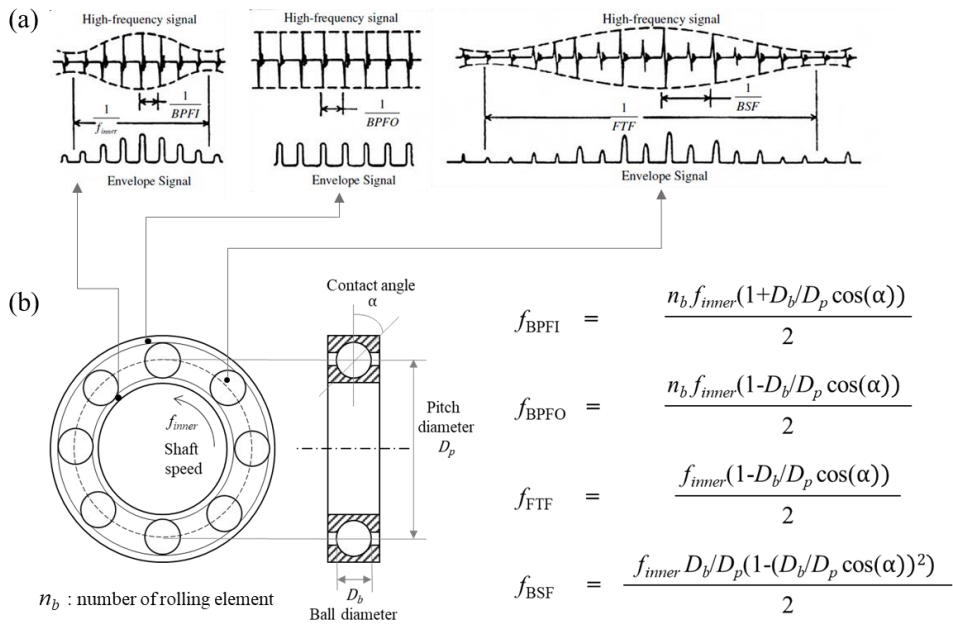 (a)
High-frequency signal
High-frequency signal
High-frequency signal
1/BPFI
1/f_inner
1/BPFO
1/BSF
1/FTF
Envelope Signal
Envelope Signal
Envelope Signal
(b)
Contact angle
α
f_inner
Shaft
speed
Pitch
diameter
D_p
D_b
Ball diameter
n_b : number of rolling element
f_BPFI = n_b f_inner(1+D_b/D_p cos(α))/2
f_BPFO = n_b f_inner(1-D_b/D_p cos(α))/2
f_FTF = f_inner(1-D_b/D_p cos(α))/2
f_BSF = f_inner D_b/D_p(1-(D_b/D_p cos(α))²)/2